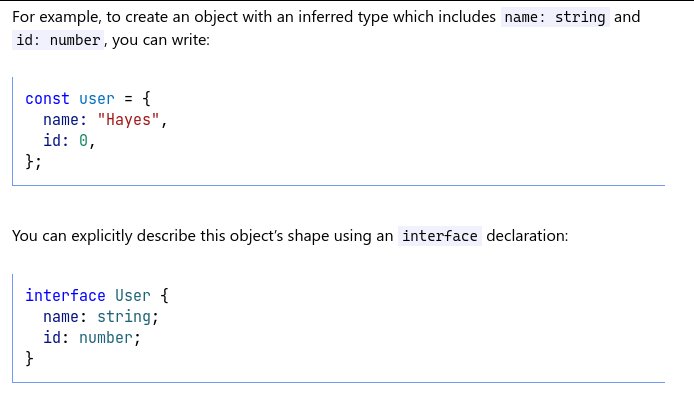 For example, to create an object with an inferred type which includes name: string and
id: number, you can write:
const user = {
  name: "Hayes",
  id: 0,
};
You can explicitly describe this object’s shape using an interface declaration:
interface User {
  name: string;
  id: number;
}